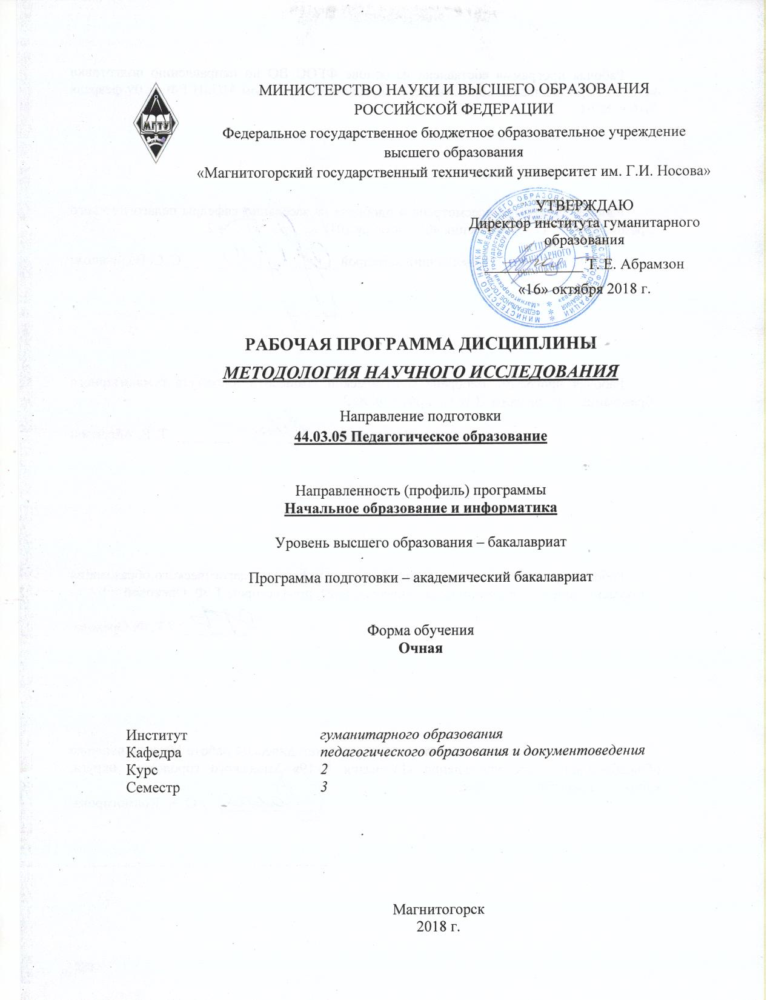 МИНИСТЕРСТВО НАУКИ И ВЫСШЕГО ОБРАЗОВАНИЯ
РОССИЙСКОЙ ФЕДЕРАЦИИ
МГТУ
Федеральное государственное бюджетное образовательное учреждение
высшего образования
«Магнитогорский государственный технический университет им. Г.И. Носова»
УТВЕРЖДАЮ
Директор института гуманитарного
образования
ИНСТИТУТ
ГУМАНИТАРНОГО
ОБРАЗОВАНИЯ
Т. Е. Абрамзон
«16» октября 2018 г.
РАБОЧАЯ ПРОГРАММА ДИСЦИПЛИНЫ
МЕТОДОЛОГИЯ НАУЧНОГО ИССЛЕДОВАНИЯ
Направление подготовки
44.03.05 Педагогическое образование
Направленность (профиль) программы
Начальное образование и информатика
Уровень высшего образования – бакалавриат
Программа подготовки – академический бакалавриат
Форма обучения
Очная
Институт гуманитарного образования
Кафедра педагогического образования и документоведения
Курс 2
Семестр 3
Магнитогорск
2018 г.